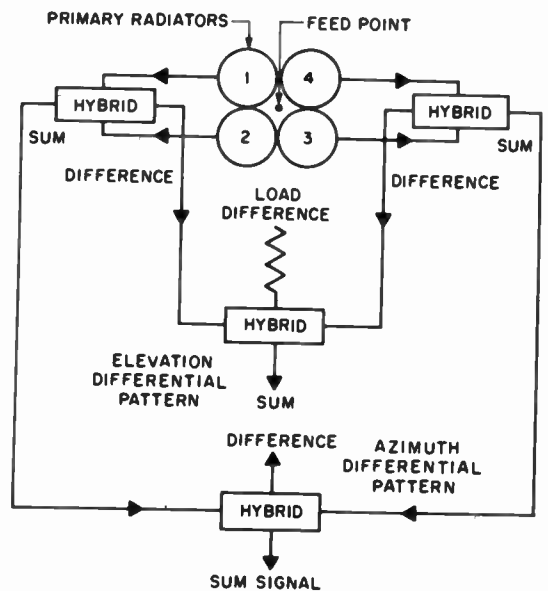 PRIMARY RADIATORS
FEED POINT
1
4
HYBRID
HYBRID
SUM
2
3
SUM
DIFFERENCE
DIFFERENCE
LOAD
DIFFERENCE
HYBRID
ELEVATION
DIFFERENTIAL
PATTERN
SUM
DIFFERENCE
AZIMUTH
DIFFERENTIAL
PATTERN
HYBRID
SUM SIGNAL